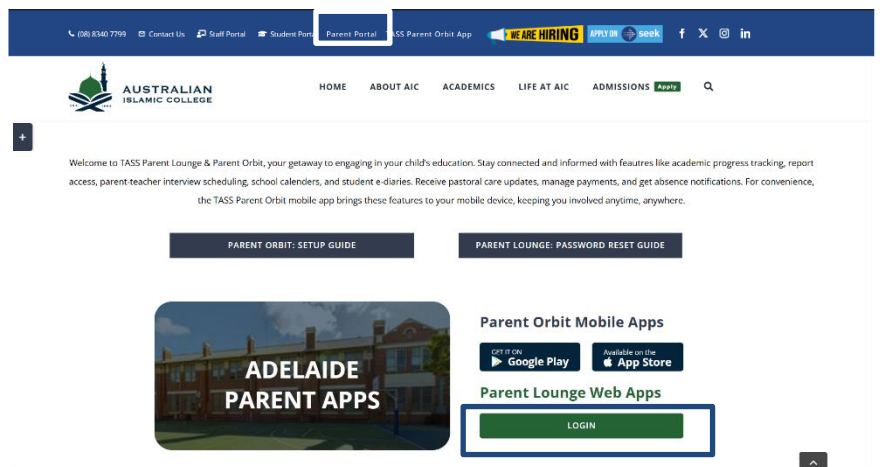 (08) 8340 7799 Contact Us Staff Portal Student Porta Parent Portal TASS Parent Orbit App WE ARE HIRING APPLY ON seek f X in
AUSTRALIAN
ISLAMIC COLLEGE
HOME ABOUT AIC ACADEMICS LIFE AT AIC ADMISSIONS Apply
+
Welcome to TASS Parent Lounge & Parent Orbit, your getaway to engaging in your child's education. Stay connected and informed with feautres like academic progress tracking, report
access, parent-teacher interview scheduling, school calenders, and student e-diaries. Receive pastoral care updates, manage payments, and get absence notifications. For convenience,
the TASS Parent Orbit mobile app brings these features to your mobile device, keeping you involved anytime, anywhere.
PARENT ORBIT: SETUP GUIDE PARENT LOUNGE: PASSWORD RESET GUIDE
ADELAIDE
PARENT APPS
Parent Orbit Mobile Apps
GET IT ON
Google Play
Available on the
App Store
Parent Lounge Web Apps
LOGIN